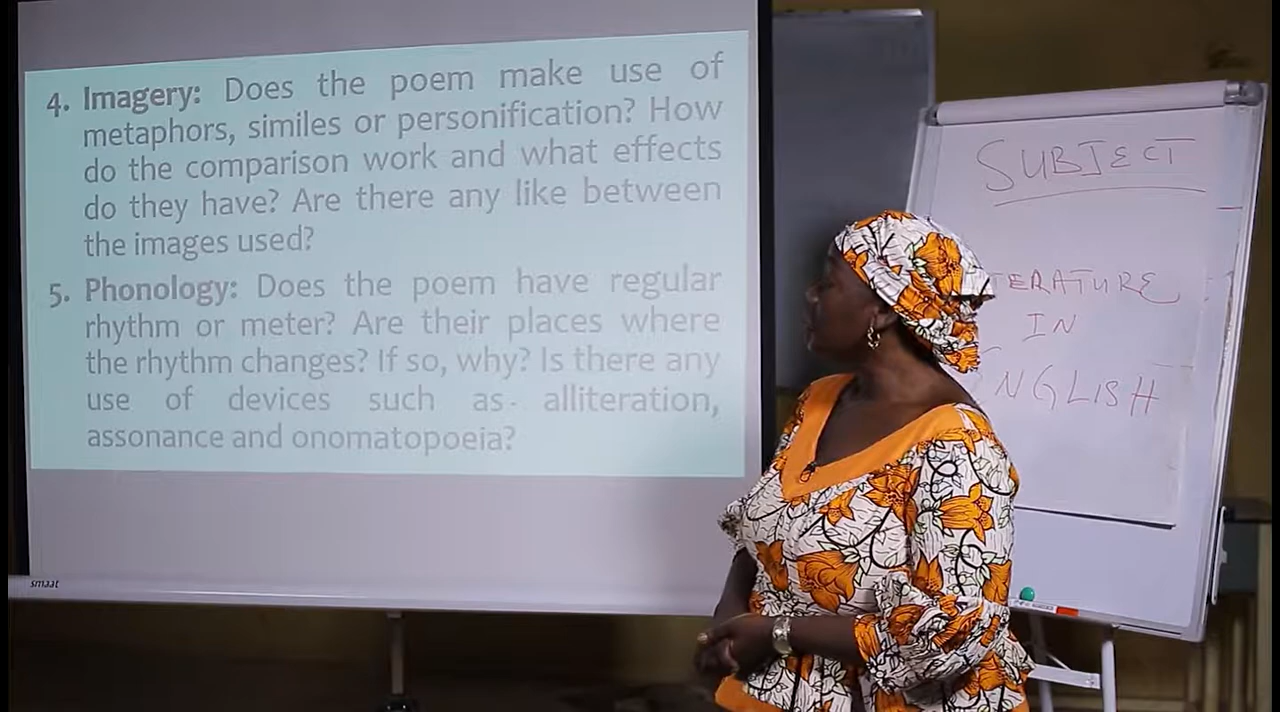 4. Imagery: Does the poem make use of
metaphors, similes or personification? How
do the comparison work and what effects
do they have? Are there any like between
the images used?
5. Phonology: Does the poem have regular
rhythm or meter? Are their places where
the rhythm changes? If so, why? Is there any
use of devices such as- alliteration,
assonance and onomatopoeia?
smaat
SUBJECT
TERATURE
IN
NGLISH